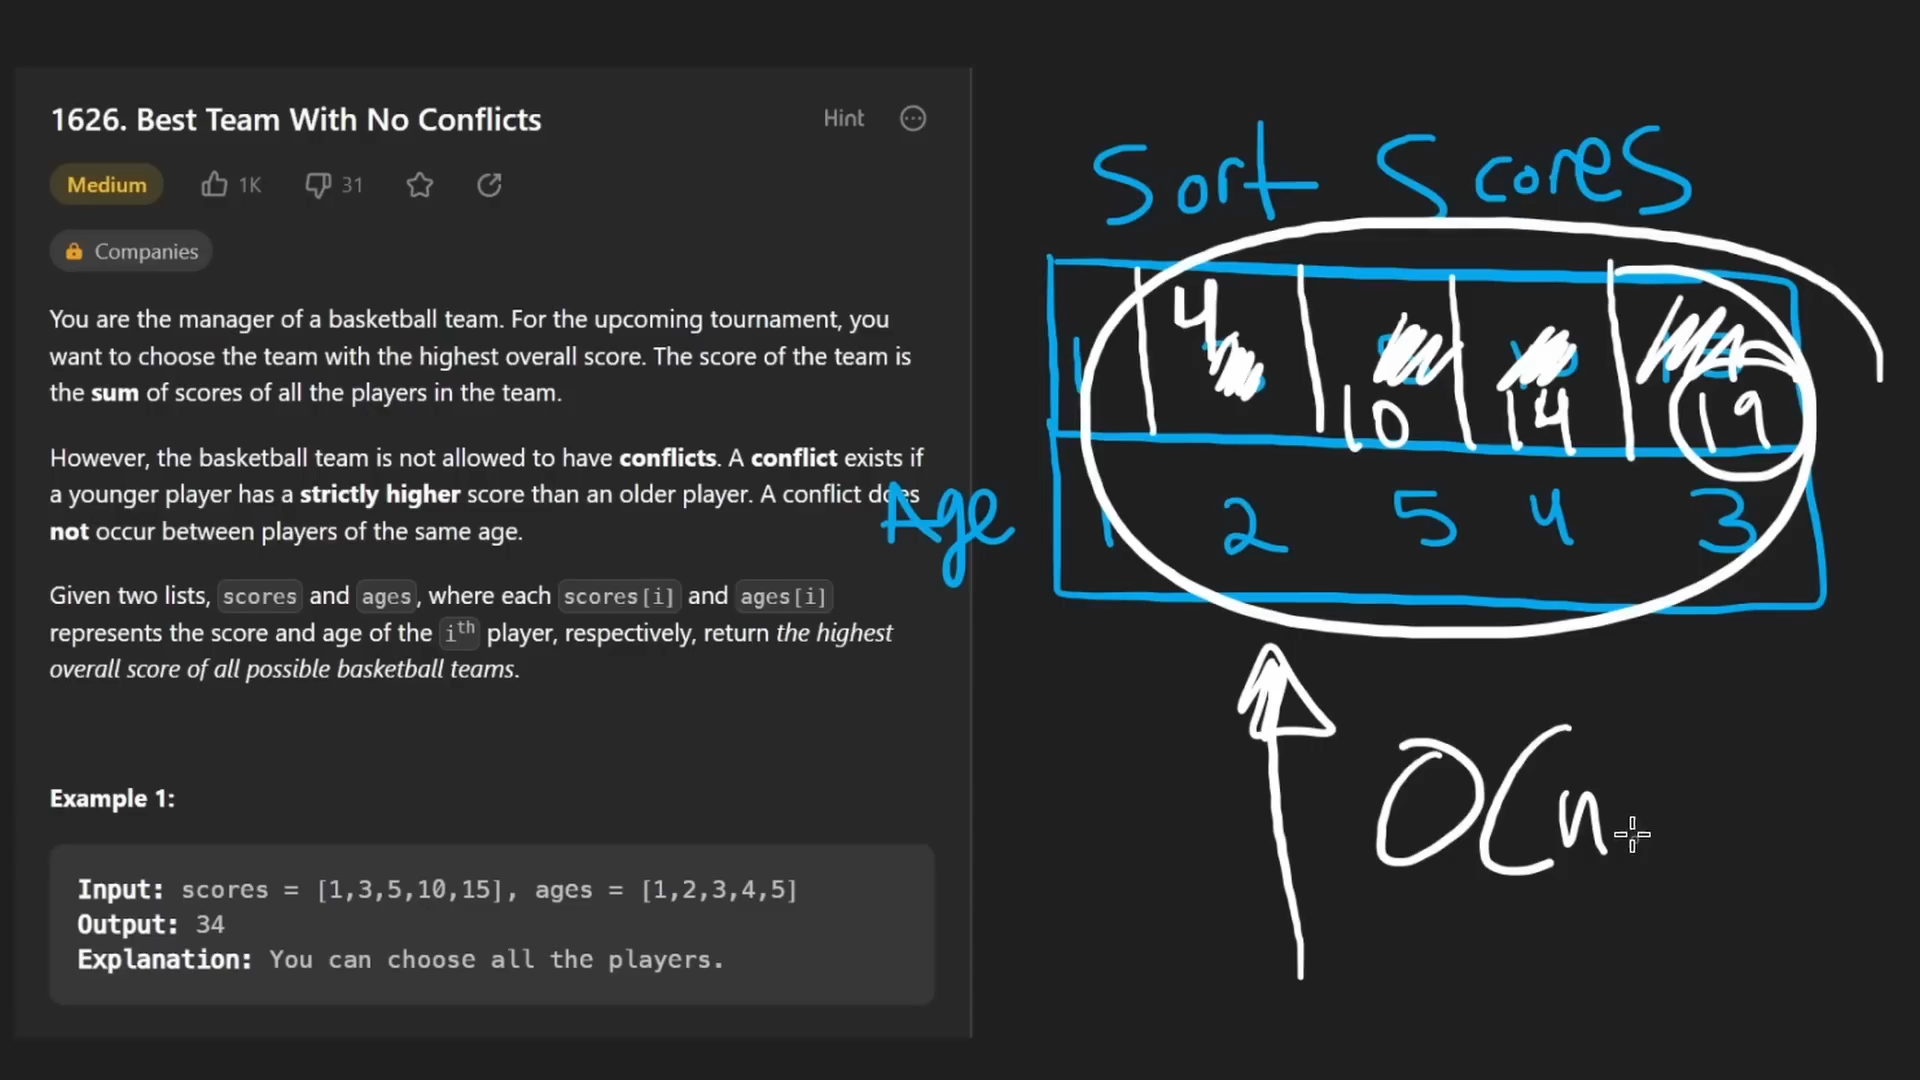 1626. Best Team With No Conflicts
Hint
Medium
1K
31
Companies
You are the manager of a basketball team. For the upcoming tournament, you
want to choose the team with the highest overall score. The score of the team is
the sum of scores of all the players in the team.
However, the basketball team is not allowed to have conflicts. A conflict exists if
a younger player has a strictly higher score than an older player. A conflict does
not occur between players of the same age.
Given two lists, scores and ages, where each scores[i] and ages[i]
represents the score and age of the ith player, respectively, return the highest
overall score of all possible basketball teams.
Example 1:
Input: scores = [1,3,5,10,15], ages = [1,2,3,4,5]
Output: 34
Explanation: You can choose all the players.
Sort Scores
1 4 10 14 19
Age 1 2 5 4 3
O(n